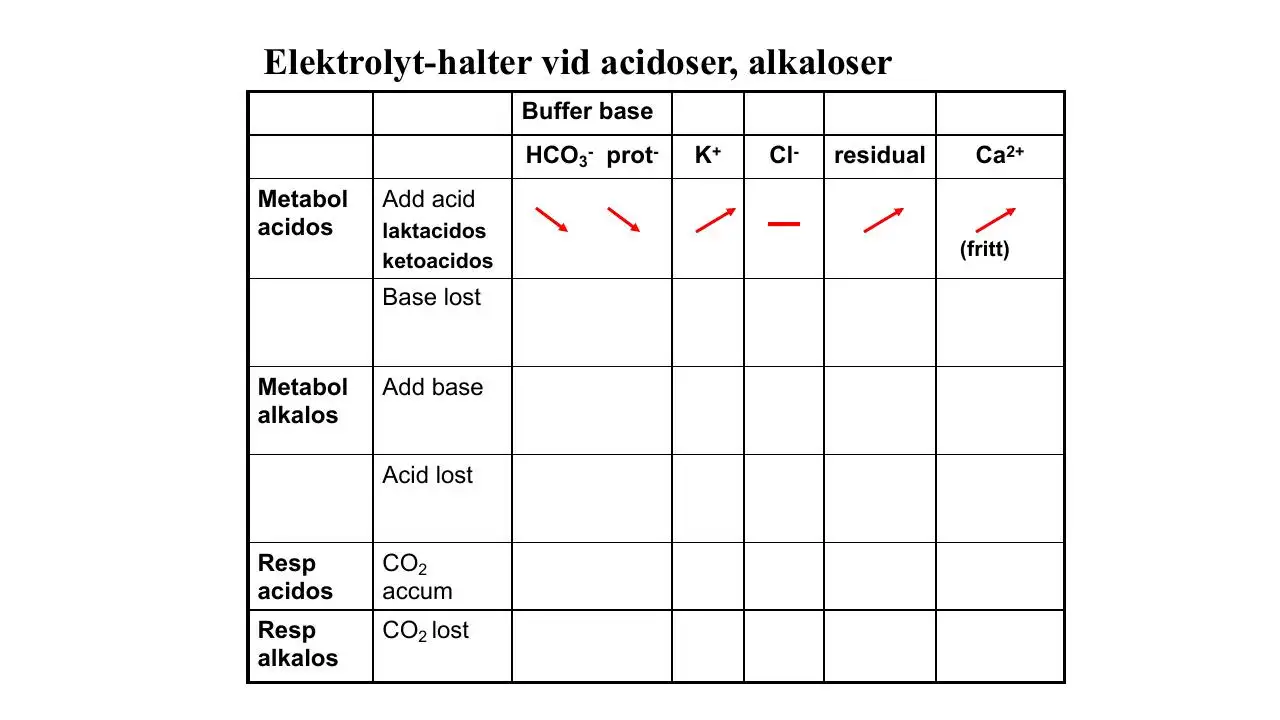 Elektrolyt-halter vid acidoser, alkaloser
Buffer base
HCO₃⁻ prot⁻ K⁺ Cl⁻ residual Ca²⁺
Metabol acidos
Add acid
laktacidos
ketoacidos
(fritt)
Base lost
Metabol alkalos
Add base
Acid lost
Resp acidos
CO₂ accum
Resp alkalos
CO₂ lost